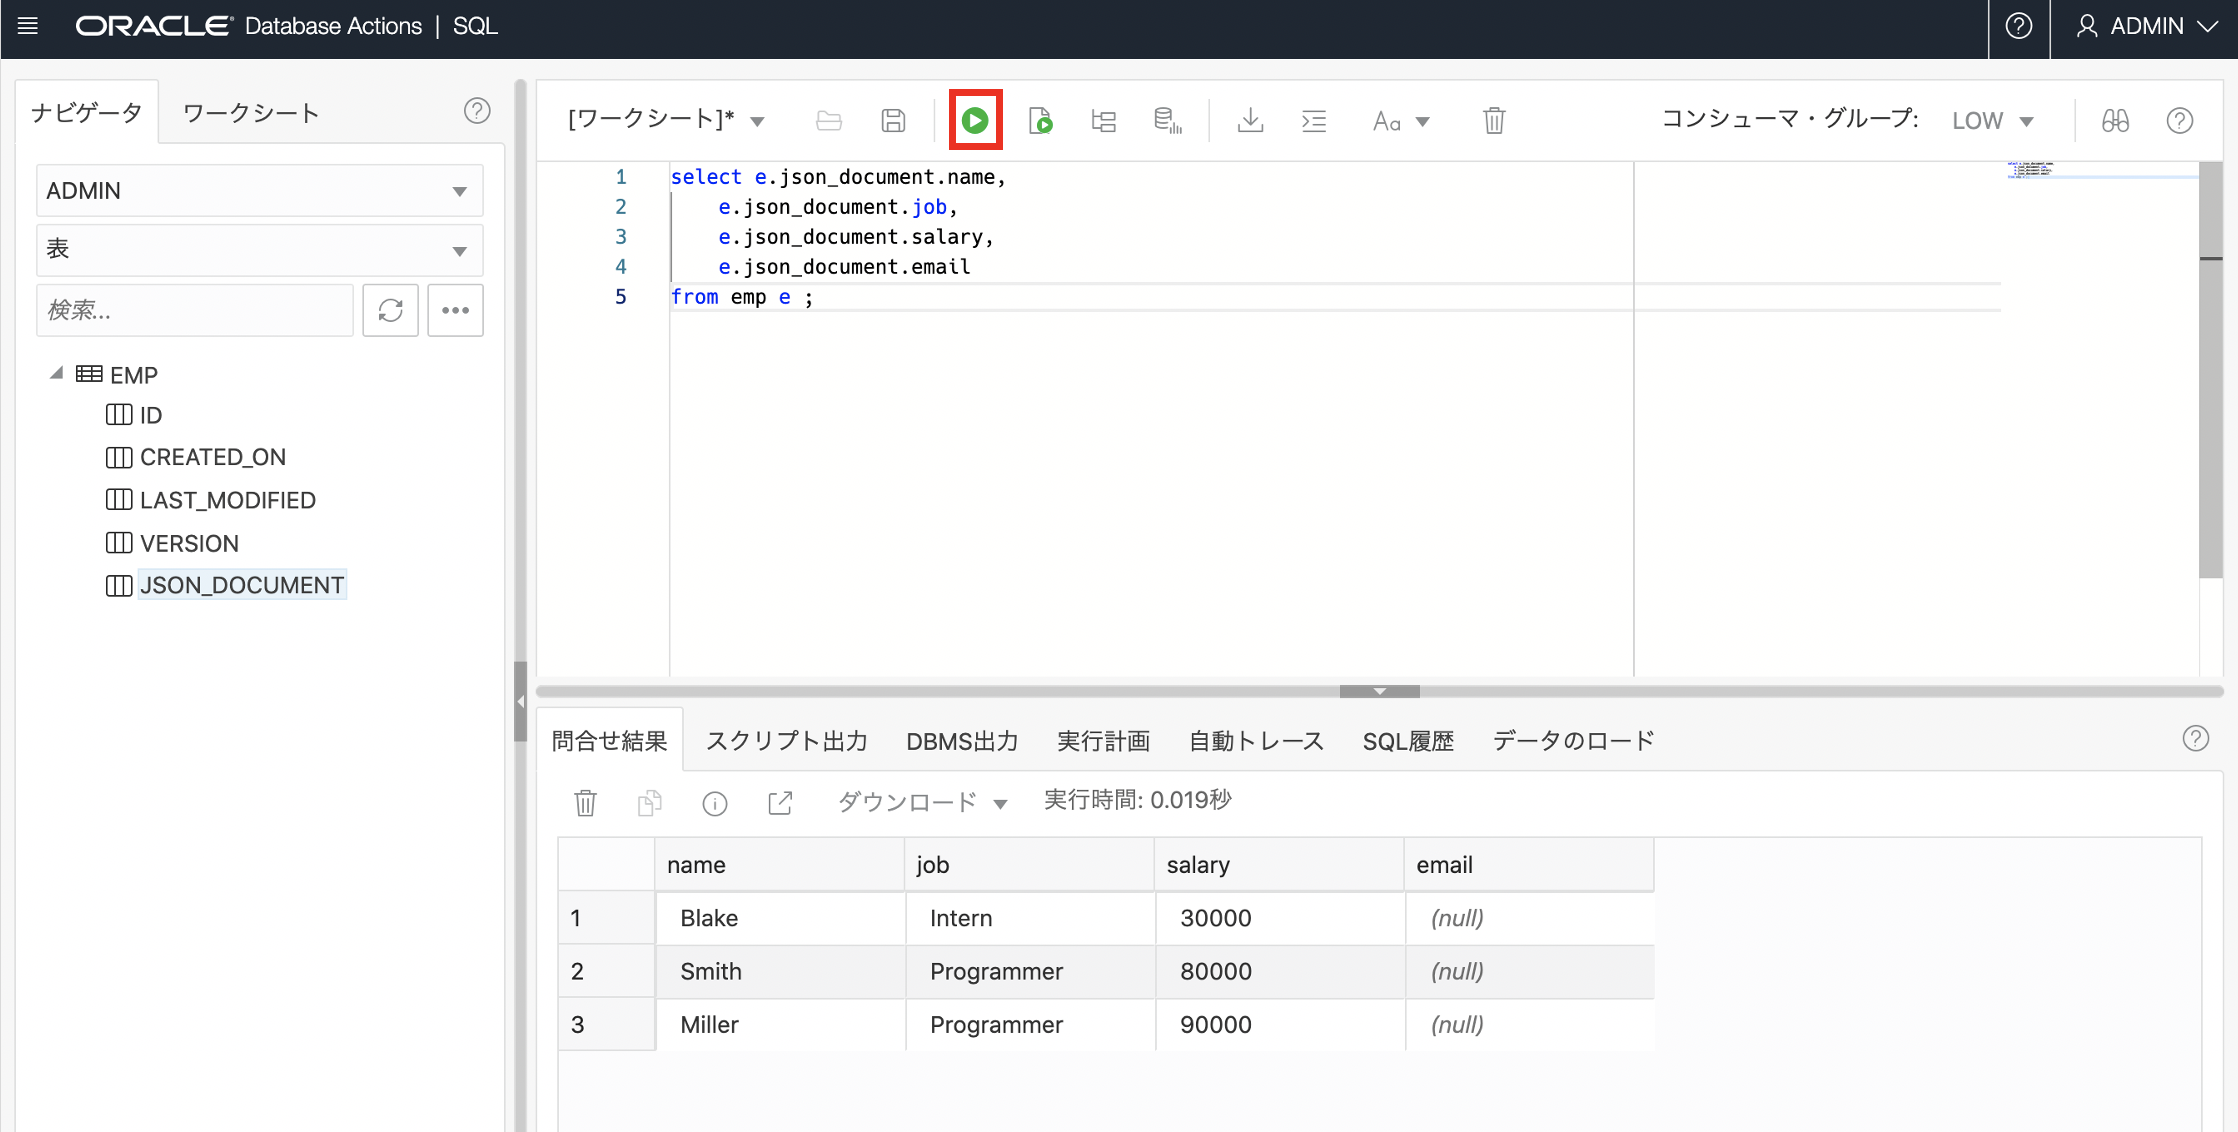 ORACLE® Database Actions | SQL
ADMIN
ナビゲータ
ワークシート
ADMIN
表
検索...
EMP
ID
CREATED_ON
LAST_MODIFIED
VERSION
JSON_DOCUMENT
[ワークシート]*
Aa
コンシューマ・グループ: LOW
1 select e.json_document.name,
2 e.json_document.job,
3 e.json_document.salary,
4 e.json_document.email
5 from emp e ;
問合せ結果 スクリプト出力 DBMS出力 実行計画 自動トレース SQL履歴 データのロード
ダウンロード 実行時間: 0.019秒
name job salary email
1 Blake Intern 30000 (null)
2 Smith Programmer 80000 (null)
3 Miller Programmer 90000 (null)